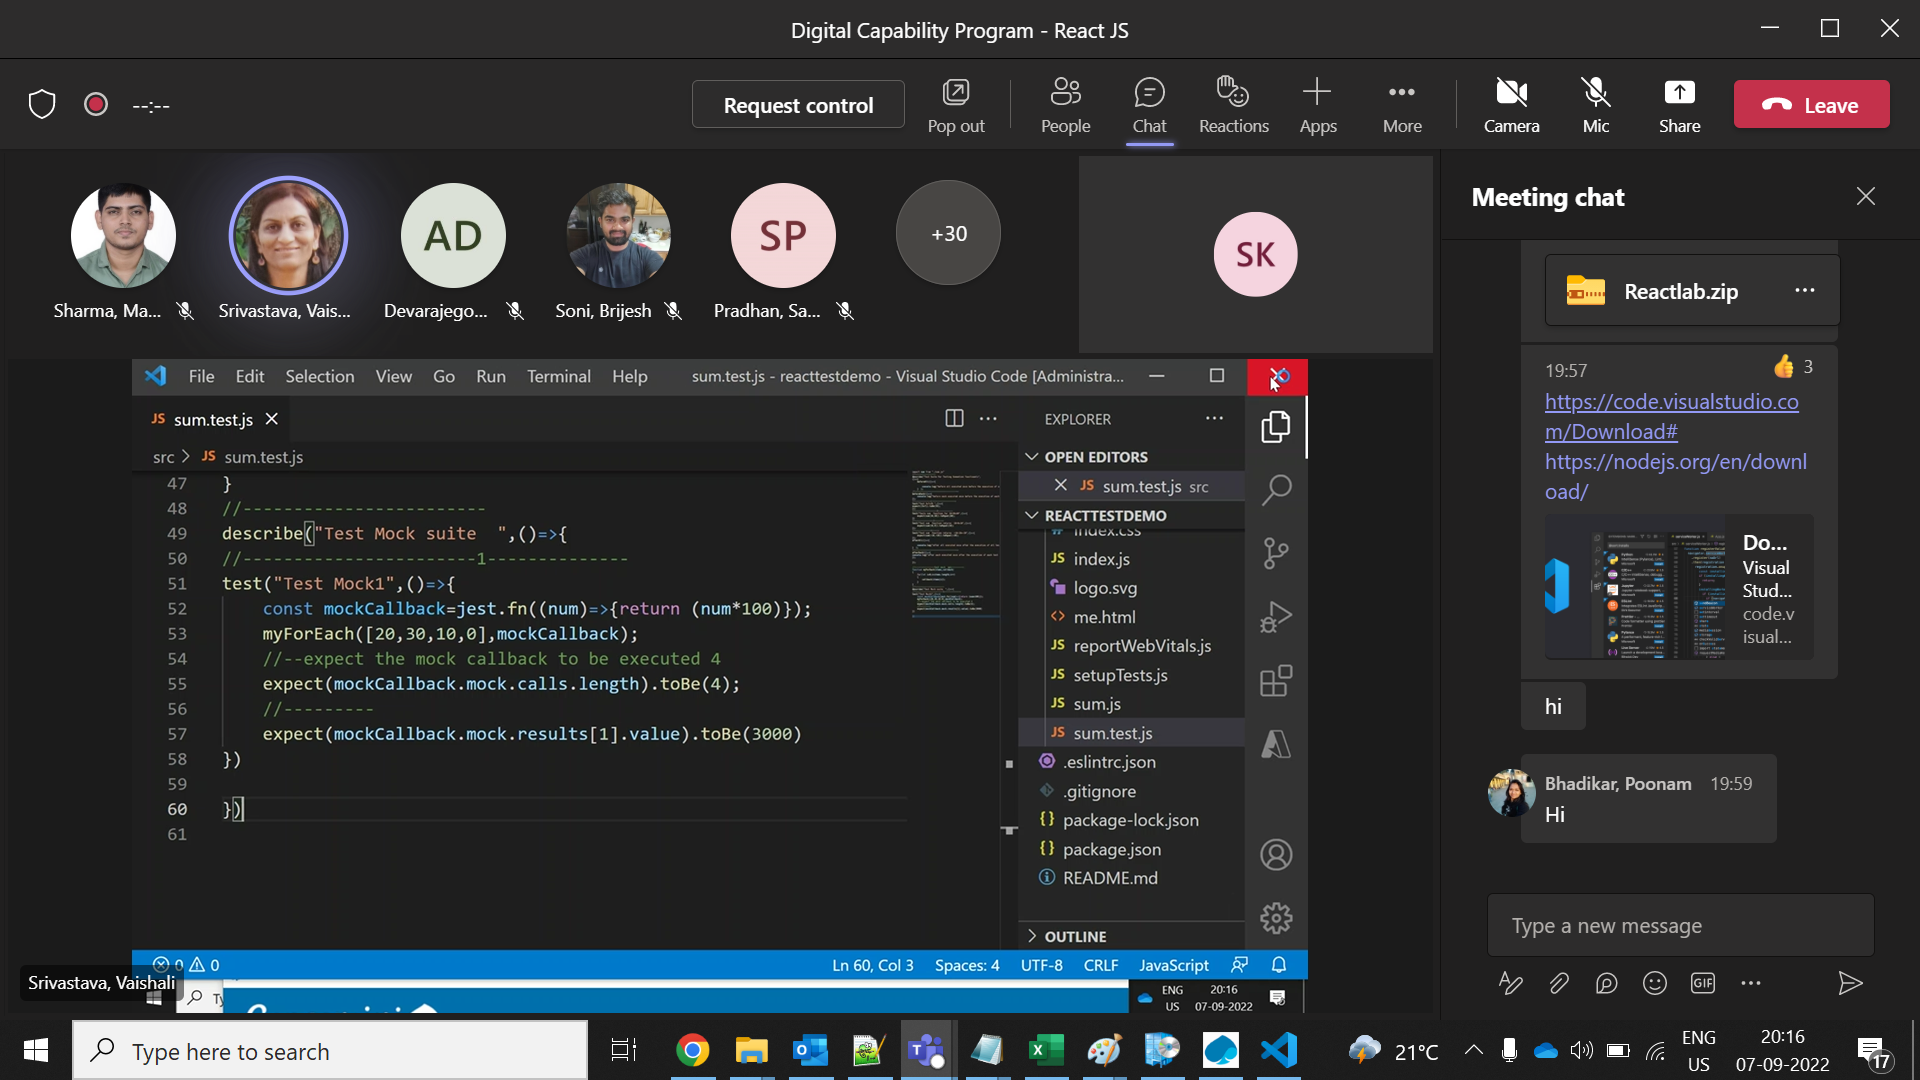 Digital Capability Program - React JS
--:--
Request control
Pop out
People
Chat
Reactions
Apps
More
Camera
Mic
Share
Leave
AD
SP
+30
SK
Sharma, Ma...
Srivastava, Vais...
Devarajego...
Soni, Brijesh
Pradhan, Sa...
Meeting chat
Reactlab.zip
19:57
3
https://code.visualstudio.co
m/Download#
https://nodejs.org/en/downl
oad/
Do...
Visual
Stud...
code.v
isual...
hi
Bhadikar, Poonam 19:59
Hi
Type a new message
GIF
File Edit Selection View Go Run Terminal Help
sum.test.js - reacttestdemo - Visual Studio Code [Administra...
JS sum.test.js
src > JS sum.test.js
47 }
48 //------------------------
49 describe("Test Mock suite  ",()=>{
50 //-----------------------1--------------
51 test("Test Mock1",()=>{
52 const mockCallback=jest.fn((num)=>{return (num*100)});
53 myForEach([20,30,10,0],mockCallback);
54 //--expect the mock callback to be executed 4
55 expect(mockCallback.mock.calls.length).toBe(4);
56 //---------
57 expect(mockCallback.mock.results[1].value).toBe(3000)
58 })
59
60 })
61
EXPLORER
OPEN EDITORS
JS sum.test.js src
REACTTESTDEMO
index.css
JS index.js
logo.svg
me.html
JS reportWebVitals.js
JS setupTests.js
JS sum.js
JS sum.test.js
.eslintrc.json
.gitignore
package-lock.json
package.json
README.md
OUTLINE
0 0
Ln 60, Col 3 Spaces: 4 UTF-8 CRLF JavaScript
Srivastava, Vaishali
ENG
US
20:16
07-09-2022
Type here to search
21°C
ENG
US
20:16
07-09-2022
17